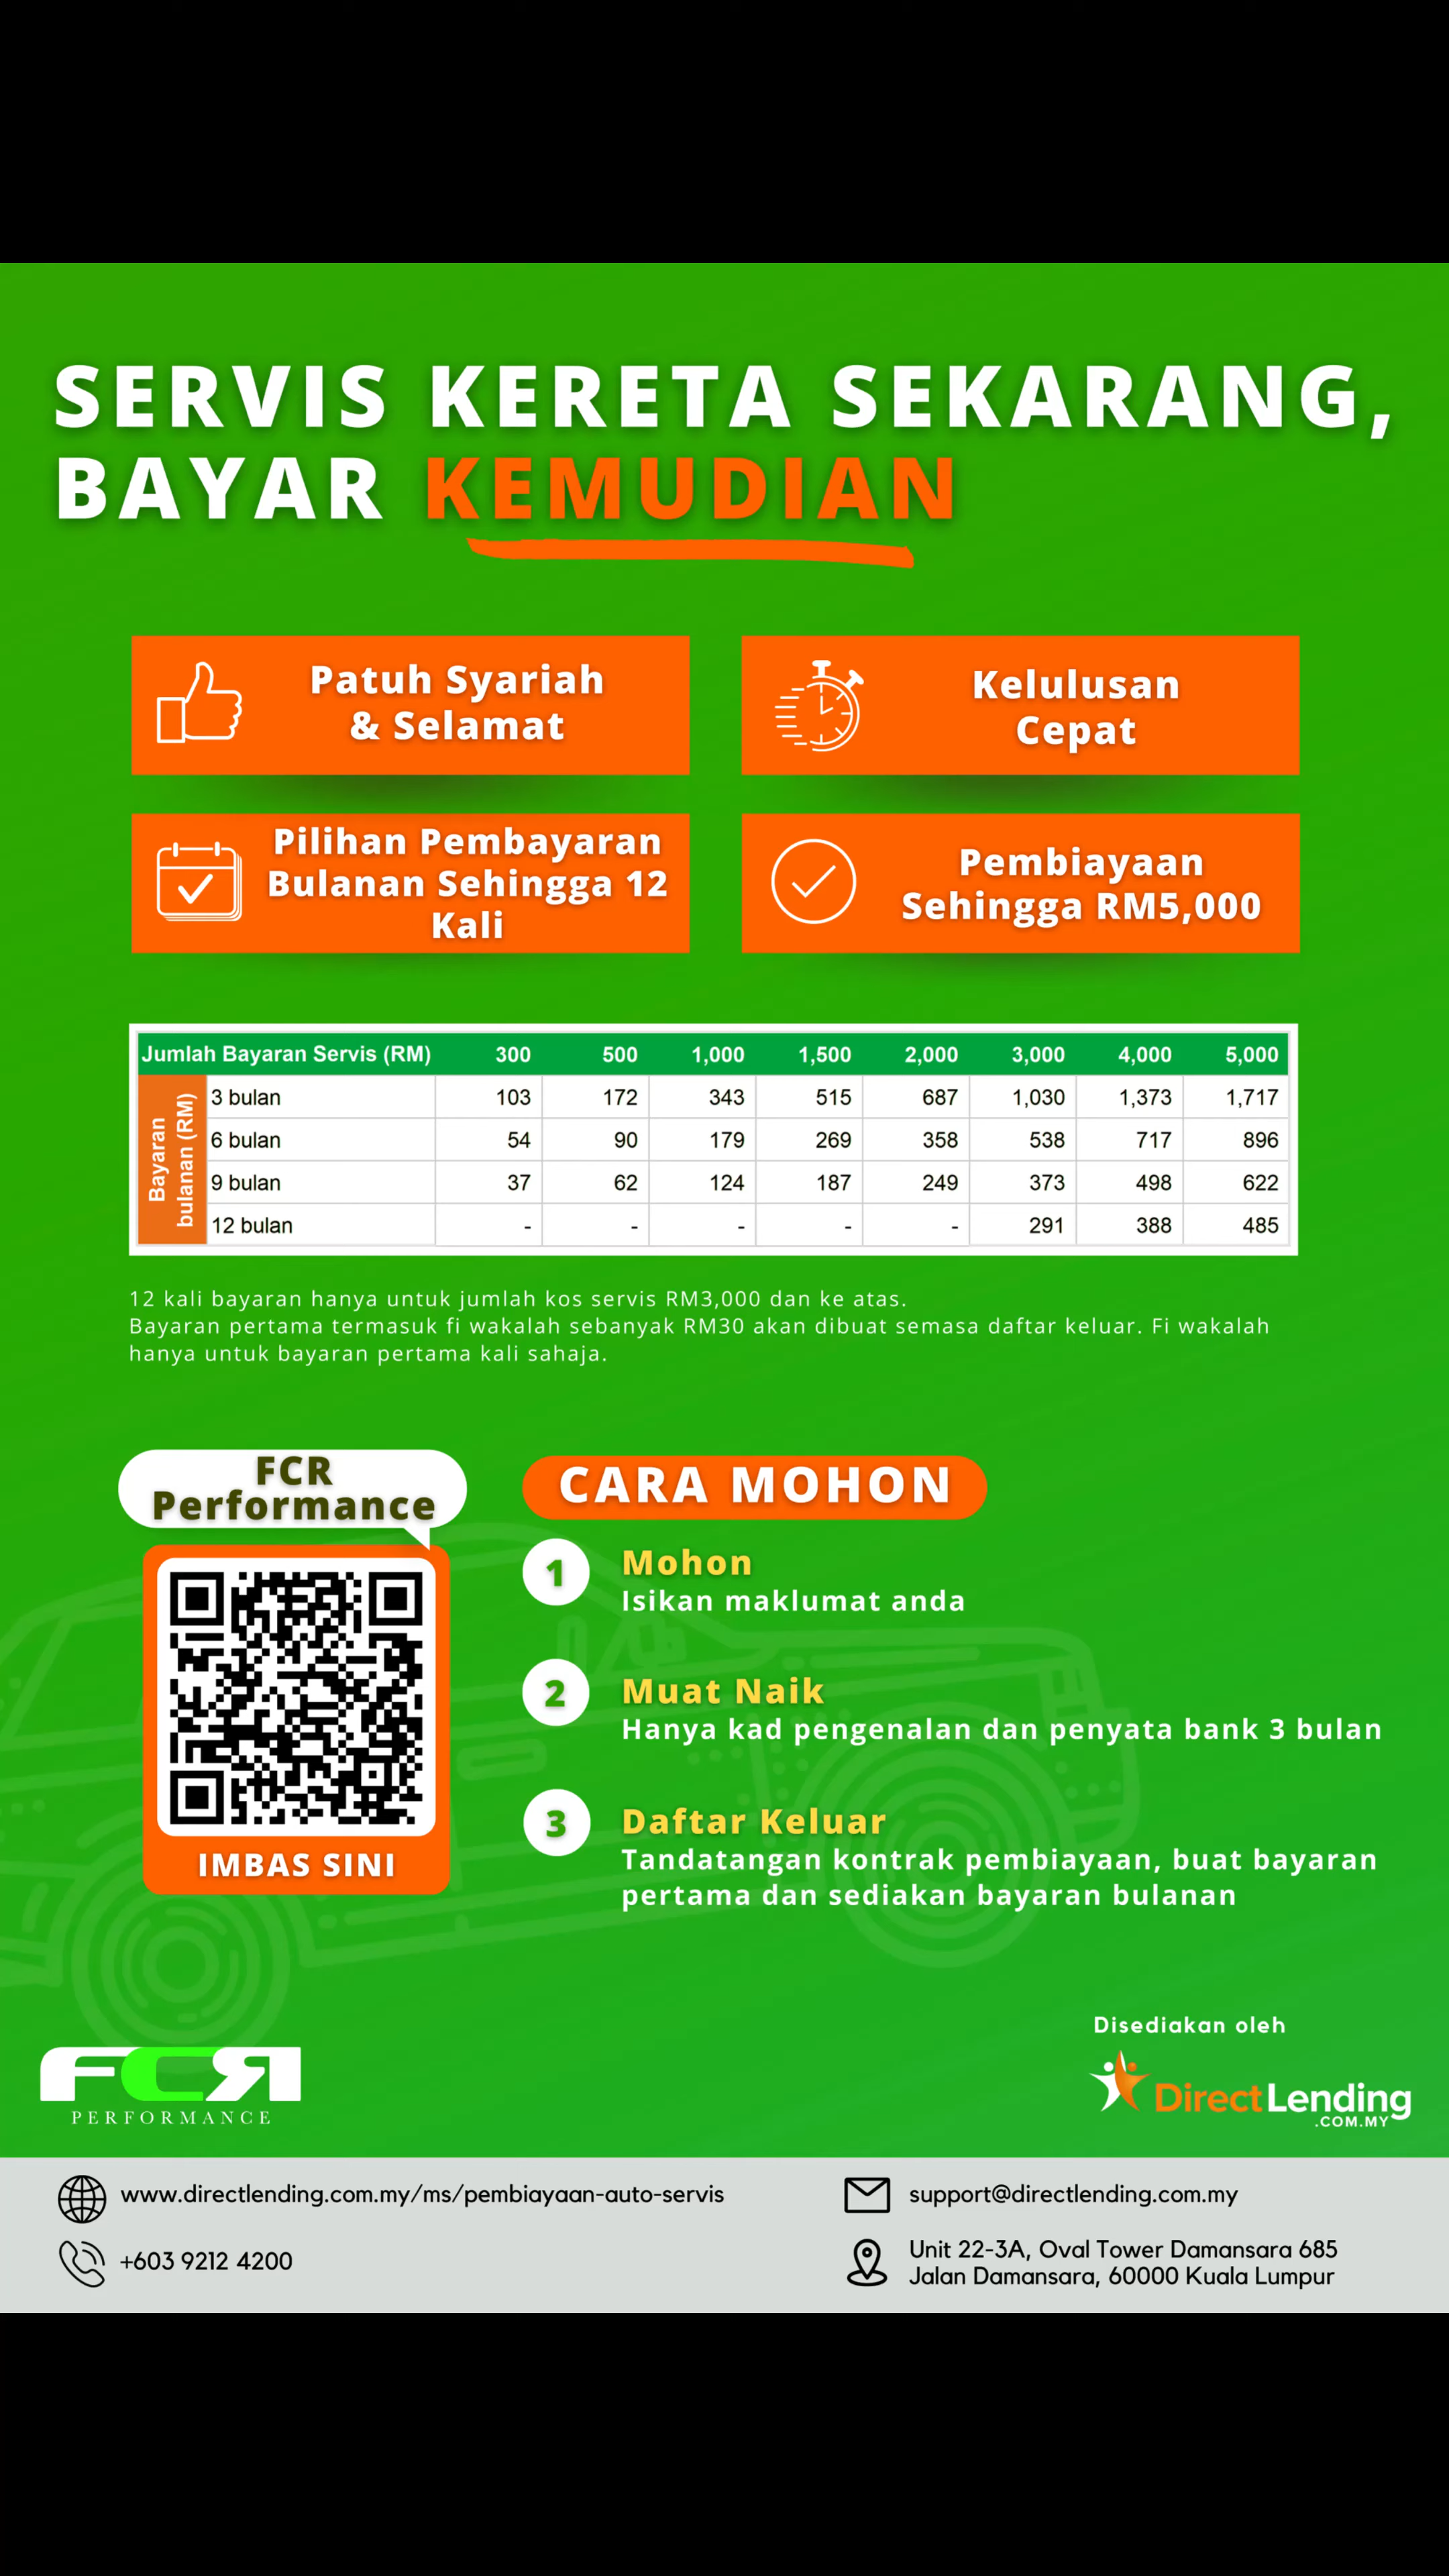 SERVIS KERETA SEKARANG,
BAYAR KEMUDIAN
Patuh Syariah
& Selamat
Kelulusan
Cepat
Pilihan Pembayaran
Bulanan Sehingga 12
Kali
Pembiayaan
Sehingga RM5,000
Jumlah Bayaran Servis (RM) 300 500 1,000 1,500 2,000 3,000 4,000 5,000
Bayaran
bulanan (RM)
3 bulan 103 172 343 515 687 1,030 1,373 1,717
6 bulan 54 90 179 269 358 538 717 896
9 bulan 37 62 124 187 249 373 498 622
12 bulan - - - - - 291 388 485
12 kali bayaran hanya untuk jumlah kos servis RM3,000 dan ke atas.
Bayaran pertama termasuk fi wakalah sebanyak RM30 akan dibuat semasa daftar keluar. Fi wakalah
hanya untuk bayaran pertama kali sahaja.
FCR
Performance
IMBAS SINI
CARA MOHON
1 Mohon
Isikan maklumat anda
2 Muat Naik
Hanya kad pengenalan dan penyata bank 3 bulan
3 Daftar Keluar
Tandatangan kontrak pembiayaan, buat bayaran
pertama dan sediakan bayaran bulanan
FCR
PERFORMANCE
Disediakan oleh
DirectLending
.COM.MY
www.directlending.com.my/ms/pembiayaan-auto-servis
+603 9212 4200
support@directlending.com.my
Unit 22-3A, Oval Tower Damansara 685
Jalan Damansara, 60000 Kuala Lumpur